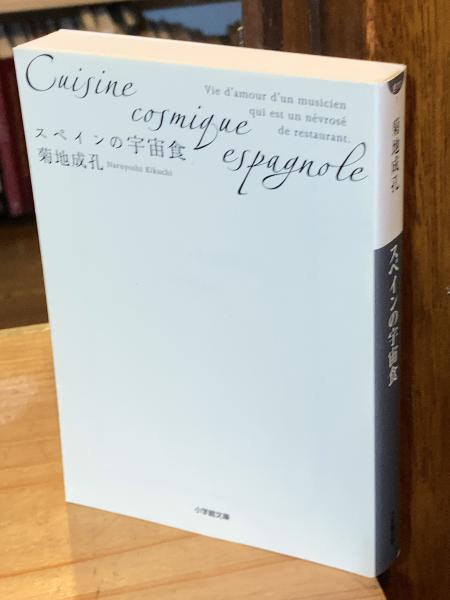 Cuisine
cosmique
espagnole
Vie d'amour d'un musicien
qui est un névrosé
de restaurant.
スペインの宇宙食
菊地成孔 Naruyoshi Kikuchi
小学館文庫
菊地成孔
スペインの宇宙食